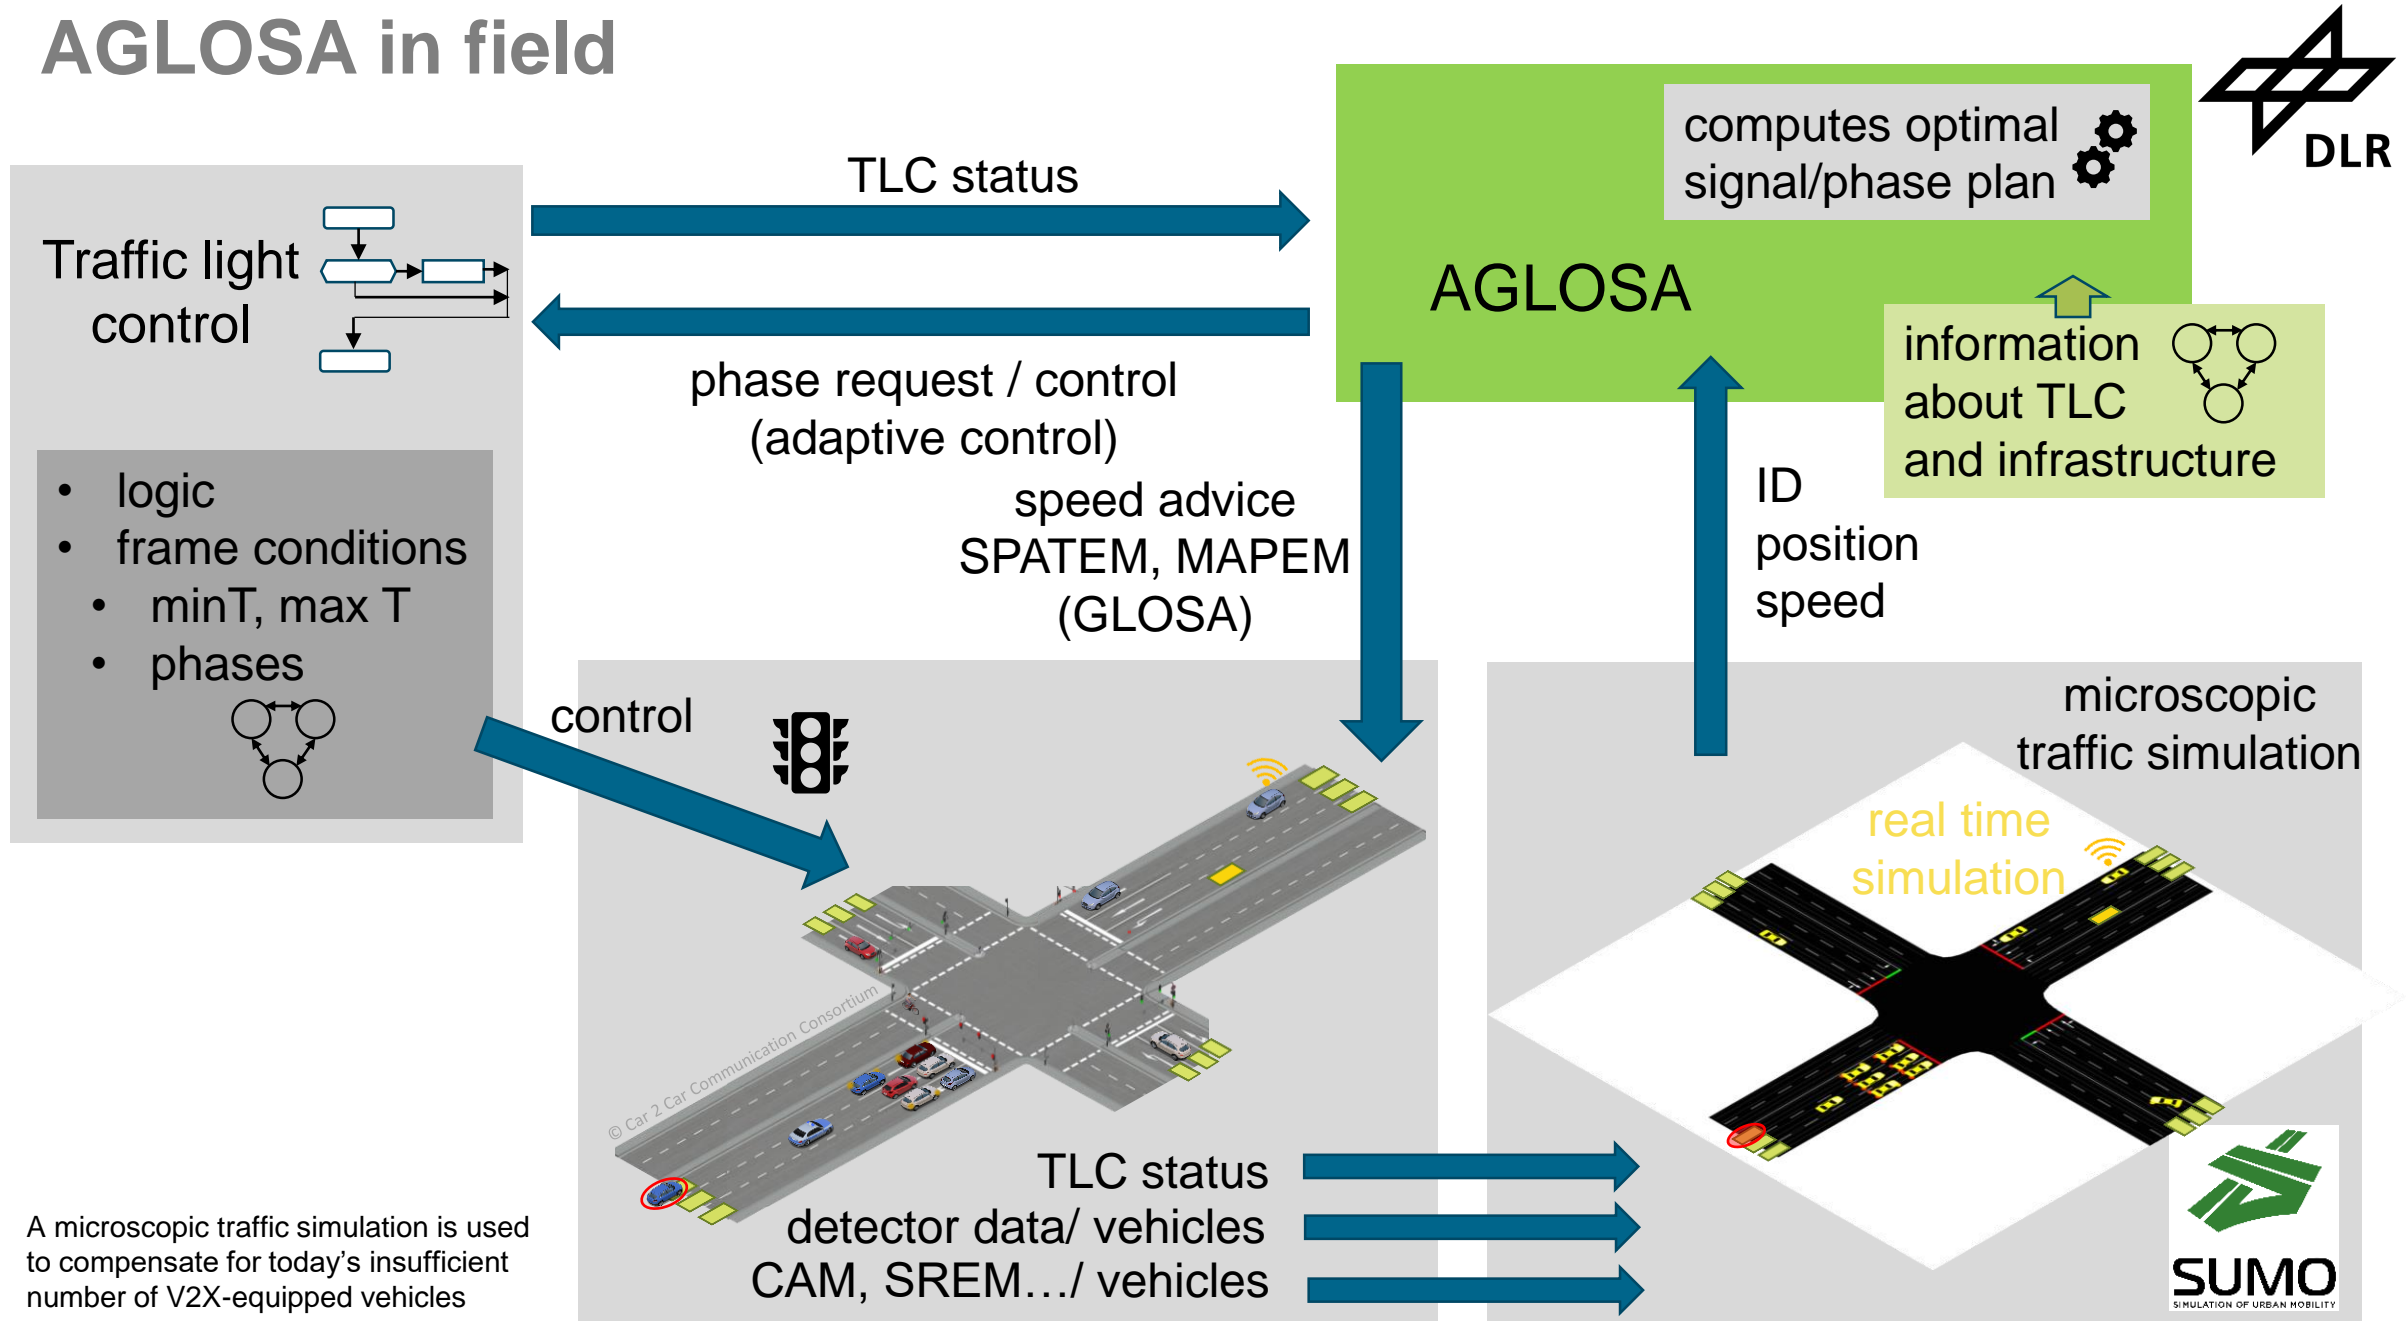 AGLOSA in field
DLR
computes optimal
signal/phase plan
AGLOSA
information
about TLC
and infrastructure
TLC status
Traffic light
control
phase request / control
(adaptive control)
• logic
• frame conditions
• minT, max T
• phases
speed advice
SPATEM, MAPEM
(GLOSA)
ID
position
speed
control
microscopic
traffic simulation
real time
simulation
© Car 2 Car Communication Consortium
TLC status
detector data/ vehicles
CAM, SREM…/ vehicles
A microscopic traffic simulation is used
to compensate for today’s insufficient
number of V2X-equipped vehicles
SUMO
SIMULATION OF URBAN MOBILITY